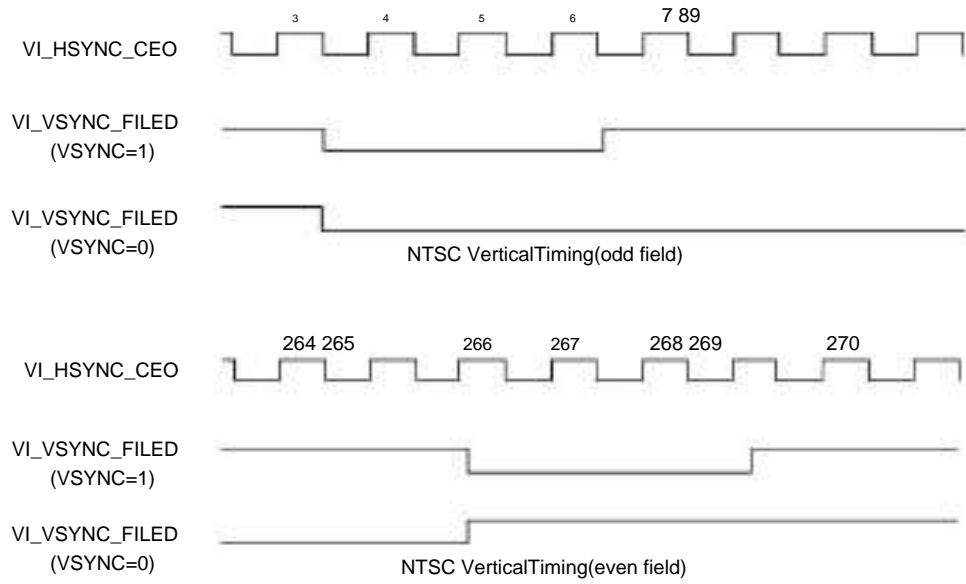 3 4 5 6 7 89
VI_HSYNC_CEO
VI_VSYNC_FILED
(VSYNC=1)
VI_VSYNC_FILED
(VSYNC=0)
NTSC VerticalTiming(odd field)
264 265 266 267 268 269 270
VI_HSYNC_CEO
VI_VSYNC_FILED
(VSYNC=1)
VI_VSYNC_FILED
(VSYNC=0)
NTSC VerticalTiming(even field)